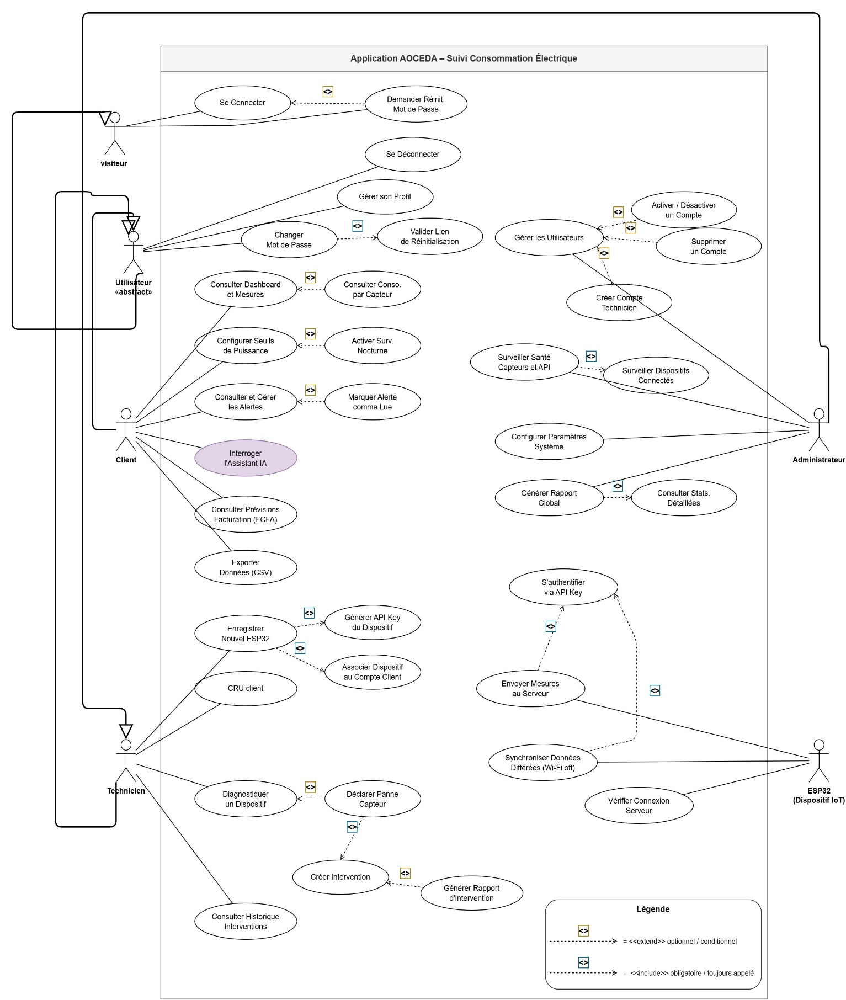 Application AOCEDA – Suivi Consommation Électrique
Se Connecter
<>
Demander Réinit.
Mot de Passe
visiteur
Se Déconnecter
Gérer son Profil
Changer
Mot de Passe
<>
Valider Lien
de Réinitialisation
Utilisateur
«abstract»
Gérer les Utilisateurs
<>
Activer / Désactiver
un Compte
<>
Supprimer
un Compte
<>
Créer Compte
Technicien
Consulter Dashboard
et Mesures
<>
Consulter Conso.
par Capteur
Configurer Seuils
de Puissance
<>
Activer Surv.
Nocturne
Surveiller Santé
Capteurs et API
<>
Surveiller Dispositifs
Connectés
Consulter et Gérer
les Alertes
<>
Marquer Alerte
comme Lue
Client
Interroger
l'Assistant IA
Configurer Paramètres
Système
Administrateur
Consulter Prévisions
Facturation (FCFA)
Générer Rapport
Global
<>
Consulter Stats.
Détaillées
Exporter
Données (CSV)
S'authentifier
via API Key
Enregistrer
Nouvel ESP32
<>
Générer API Key
du Dispositif
<>
Associer Dispositif
au Compte Client
<>
CRU client
Envoyer Mesures
au Serveur
<>
Synchroniser Données
Différées (Wi-Fi off)
Technicien
Diagnostiquer
un Dispositif
<>
Déclarer Panne
Capteur
Vérifier Connexion
Serveur
ESP32
(Dispositif IoT)
<>
Créer Intervention
<>
Générer Rapport
d'Intervention
Consulter Historique
Interventions
Légende
<>
= <<extend>> optionnel / conditionnel
<>
= <<include>> obligatoire / toujours appelé